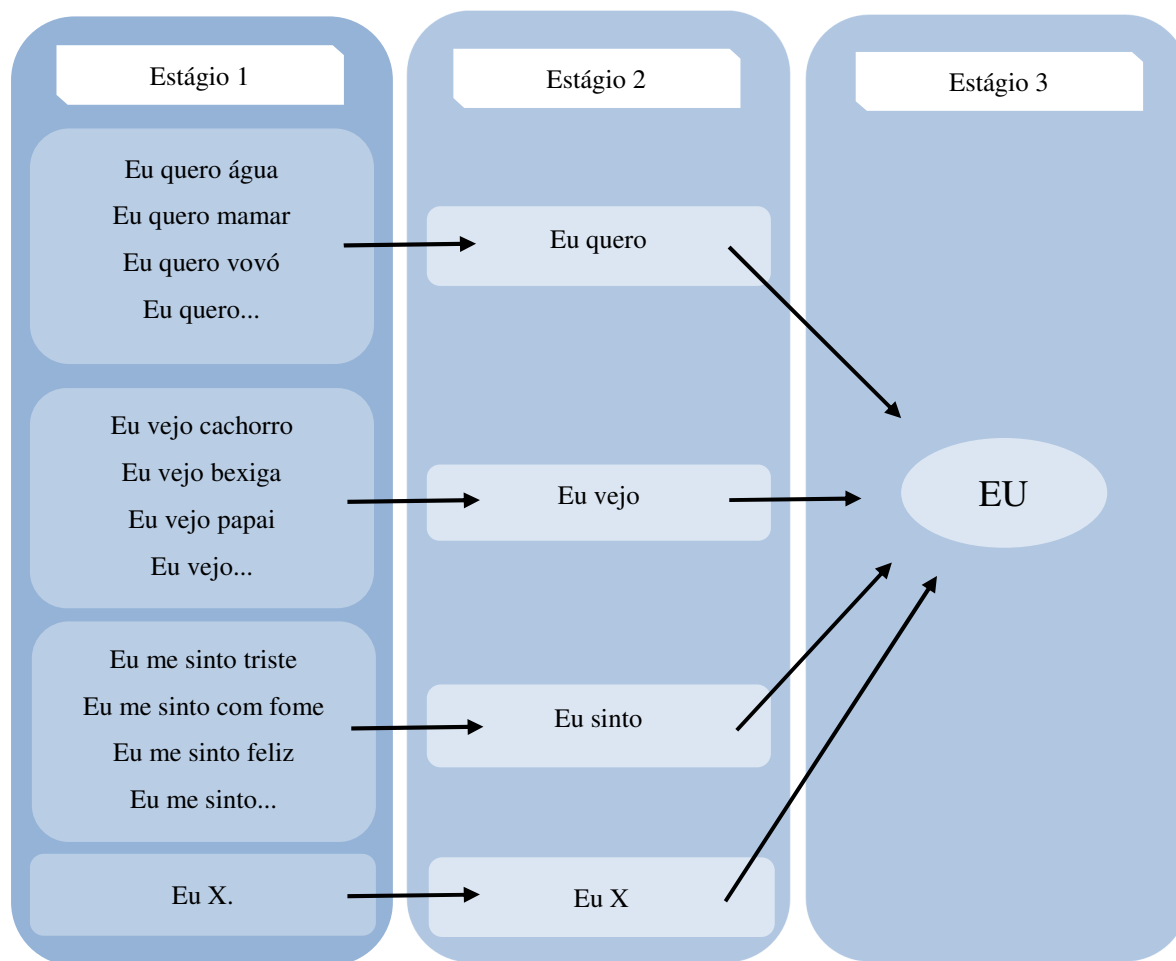 Estágio 1
Eu quero água
Eu quero mamar
Eu quero vovó
Eu quero...
Eu vejo cachorro
Eu vejo bexiga
Eu vejo papai
Eu vejo...
Eu me sinto triste
Eu me sinto com fome
Eu me sinto feliz
Eu me sinto...
Eu X.
Estágio 2
Eu quero
Eu vejo
Eu sinto
Eu X
Estágio 3
EU